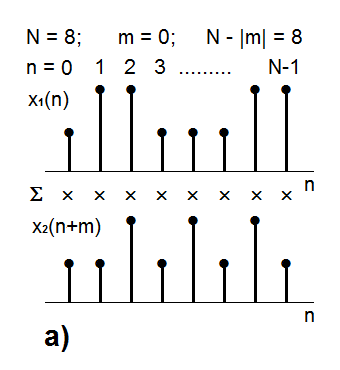 N = 8; m = 0; N - |m| = 8
n = 0 1 2 3 ......... N-1
x₁(n)
n
Σ × × × × × × × ×
x₂(n+m)
n
a)